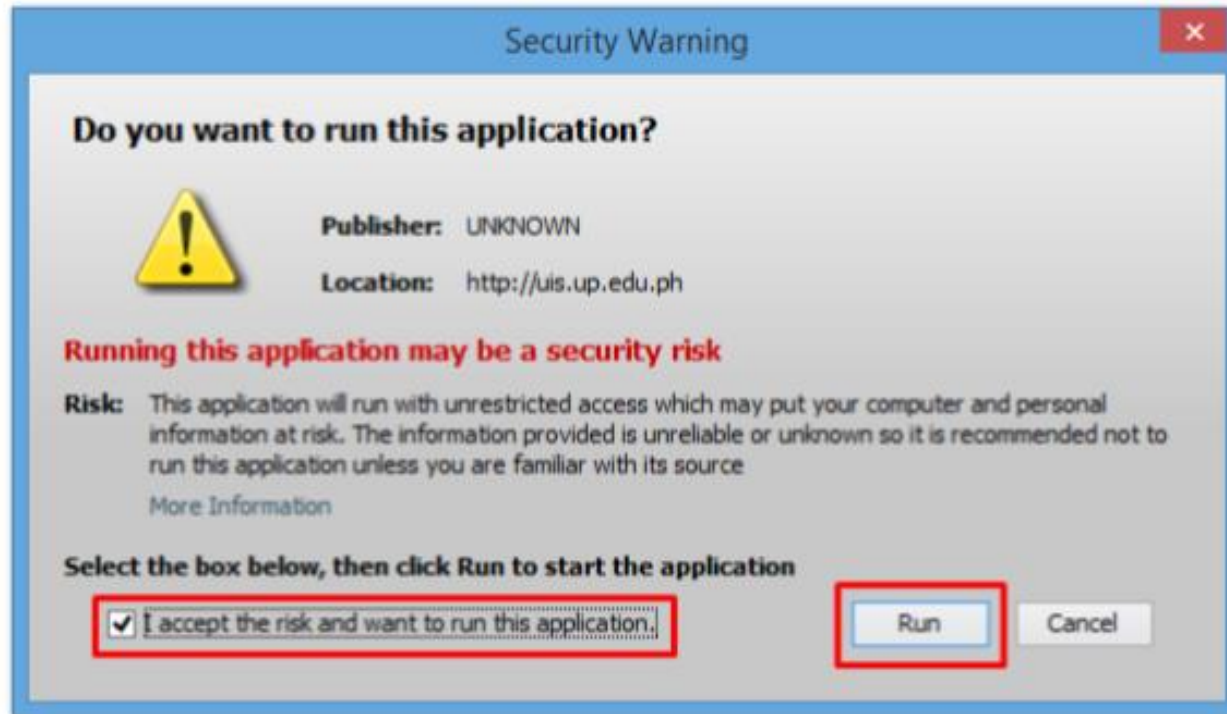 Security Warning
Do you want to run this application?
Publisher: UNKNOWN
Location: http://uis.up.edu.ph
Running this application may be a security risk
Risk: This application will run with unrestricted access which may put your computer and personal
information at risk. The information provided is unreliable or unknown so it is recommended not to
run this application unless you are familiar with its source
More Information
Select the box below, then click Run to start the application
I accept the risk and want to run this application.
Run Cancel